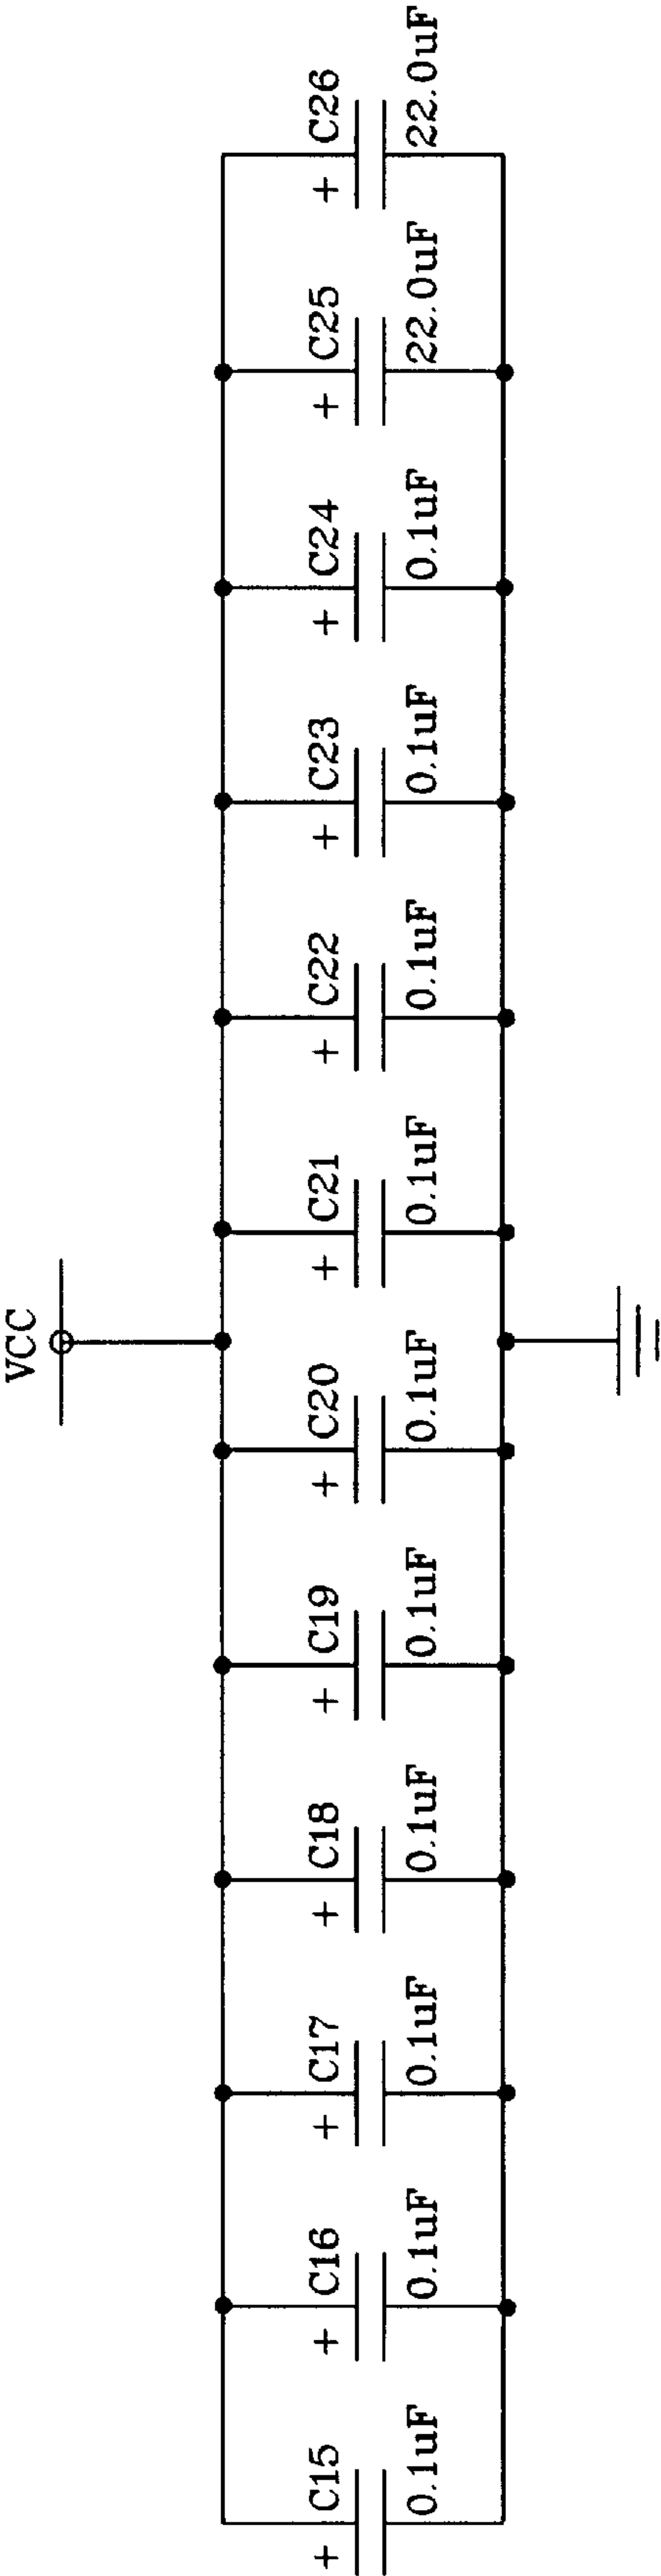 VCC
+ C15
0.1uF
+ C16
0.1uF
+ C17
0.1uF
+ C18
0.1uF
+ C19
0.1uF
+ C20
0.1uF
+ C21
0.1uF
+ C22
0.1uF
+ C23
0.1uF
+ C24
0.1uF
+ C25
22.0uF
+ C26
22.0uF